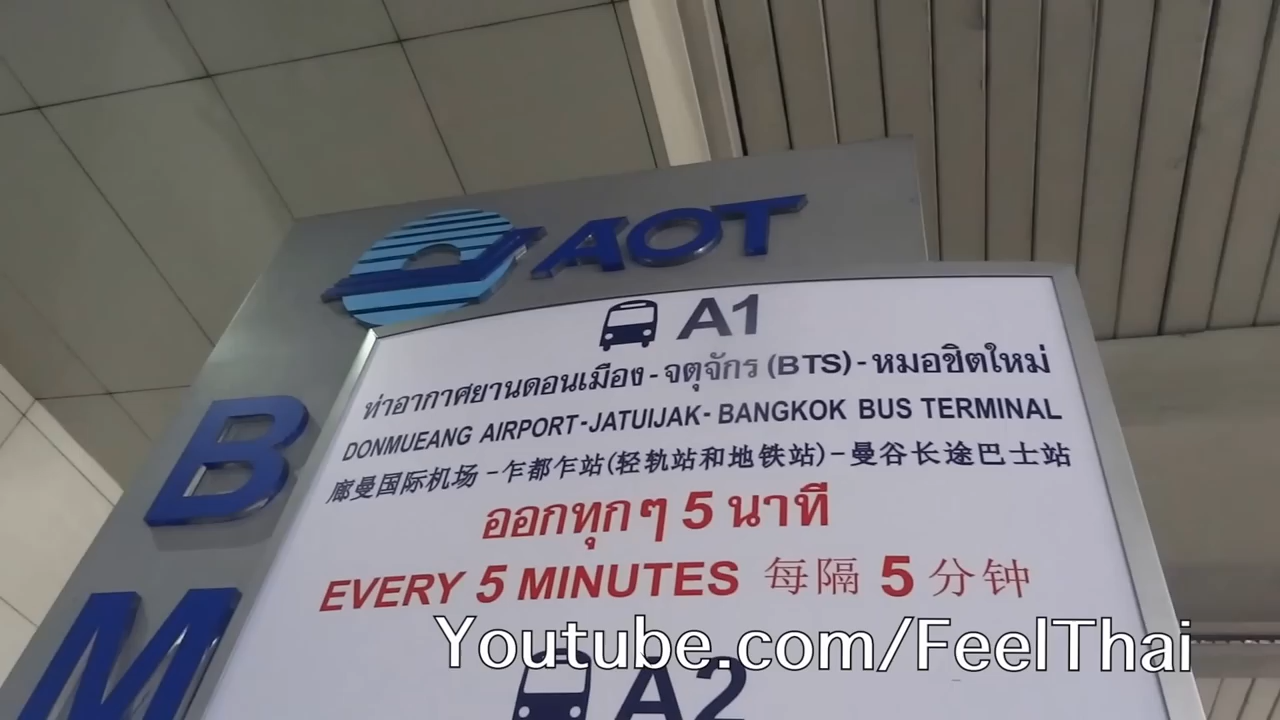 AOT
B
M
A1
ท่าอากาศยานดอนเมือง-จตุจักร (BTS)-หมอชิตใหม่
DONMUEANG AIRPORT-JATUIJAK- BANGKOK BUS TERMINAL
廊曼国际机场 -乍都乍站(轻轨站和地铁站)-曼谷长途巴士站
ออกทุกๆ 5 นาที
EVERY 5 MINUTES 每隔 5 分钟
Youtube.com/FeelThai
A2